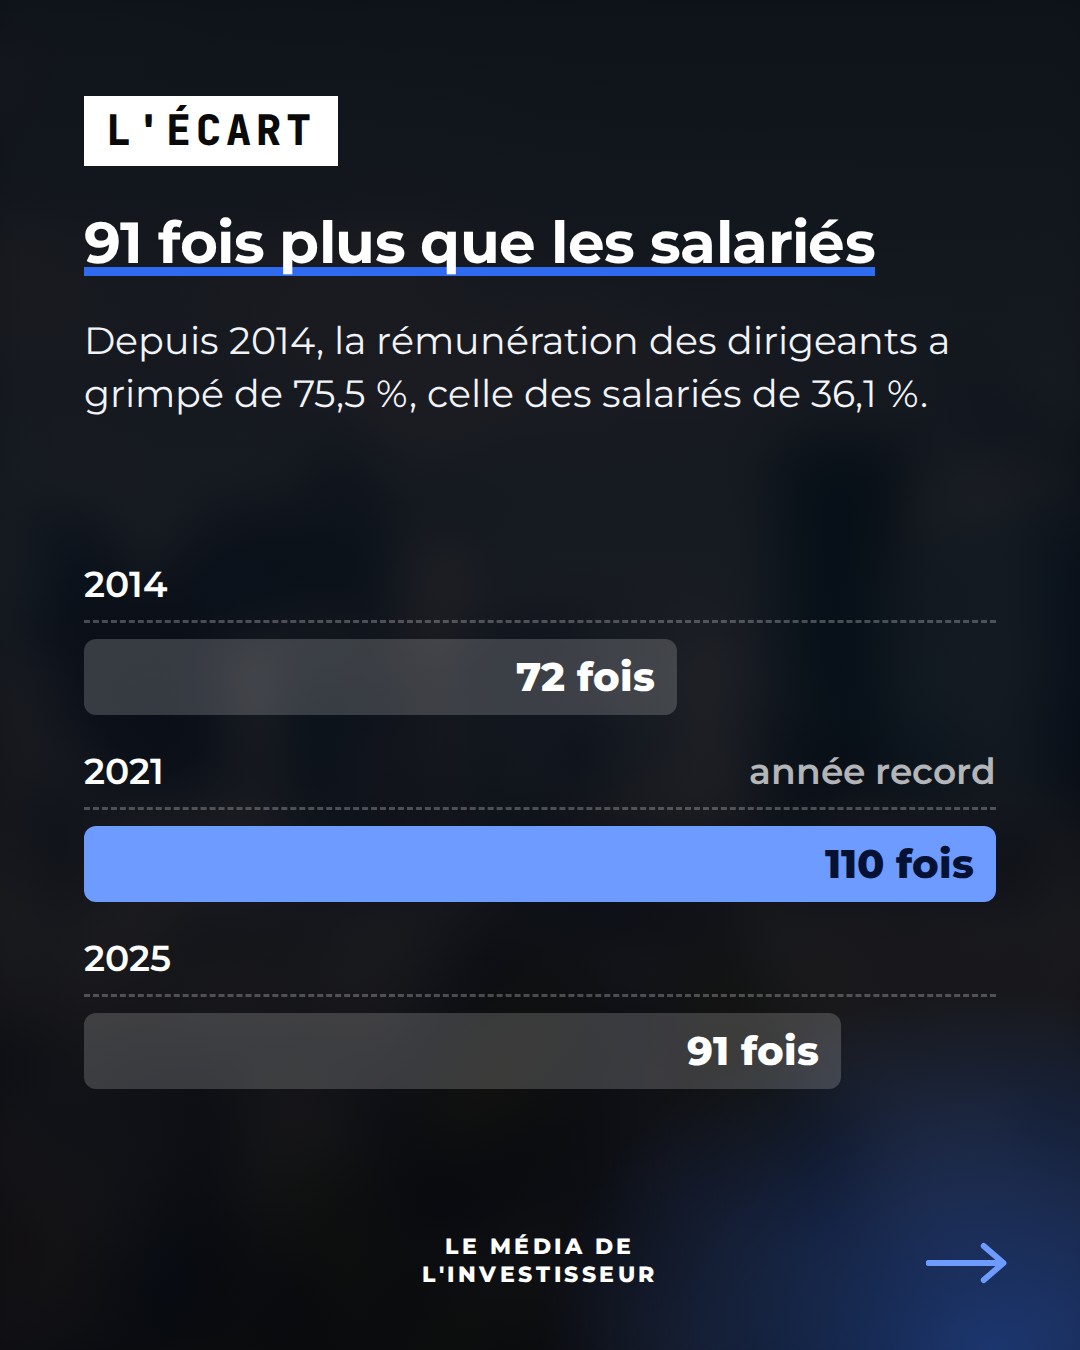 L'ÉCART
91 fois plus que les salariés
Depuis 2014, la rémunération des dirigeants a
grimpé de 75,5 %, celle des salariés de 36,1 %.
2014
72 fois
2021 année record
110 fois
2025
91 fois
LE MÉDIA DE
L'INVESTISSEUR